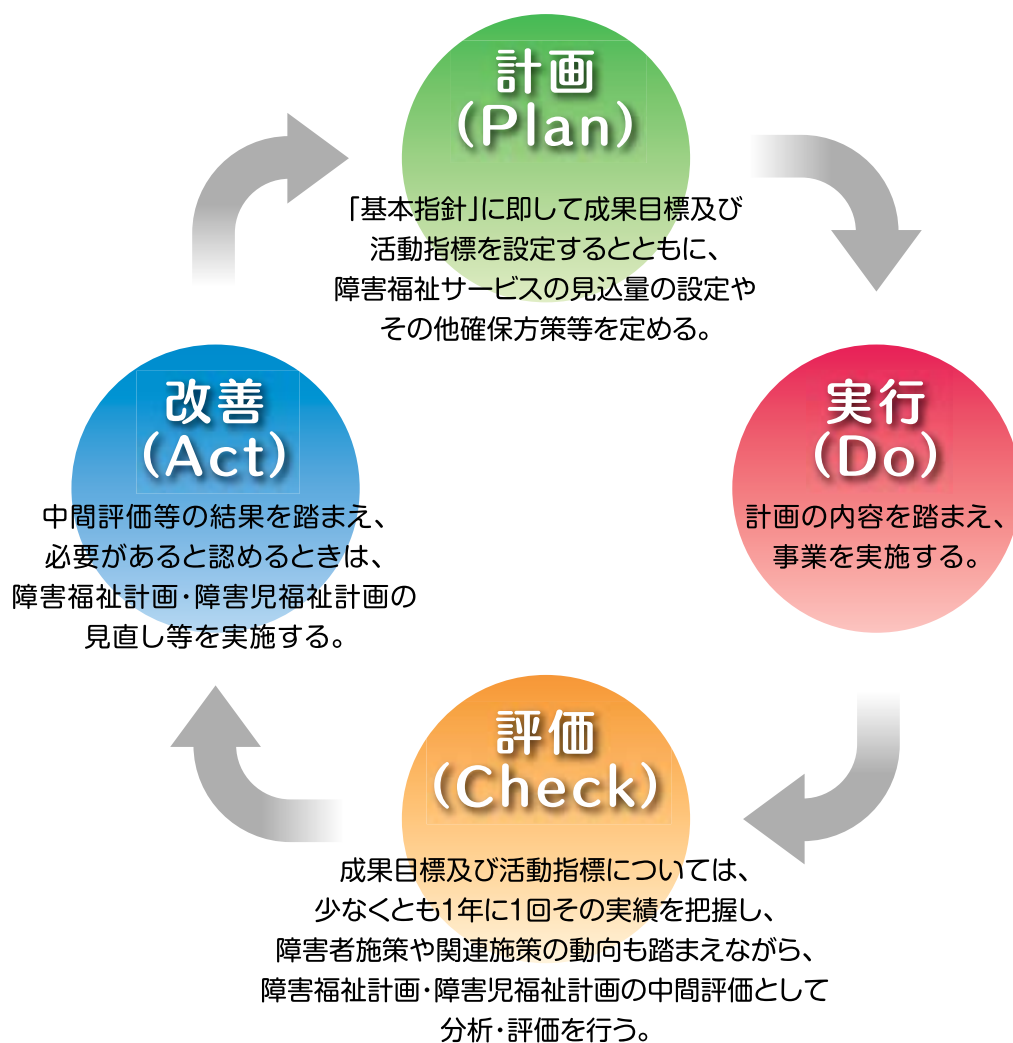 計画
(Plan)
「基本指針」に即して成果目標及び
活動指標を設定するとともに、
障害福祉サービスの見込量の設定や
その他確保方策等を定める。
実行
(Do)
計画の内容を踏まえ、
事業を実施する。
評価
(Check)
成果目標及び活動指標については、
少なくとも1年に1回その実績を把握し、
障害者施策や関連施策の動向も踏まえながら、
障害福祉計画・障害児福祉計画の中間評価として
分析・評価を行う。
改善
(Act)
中間評価等の結果を踏まえ、
必要があると認めるときは、
障害福祉計画・障害児福祉計画の
見直し等を実施する。